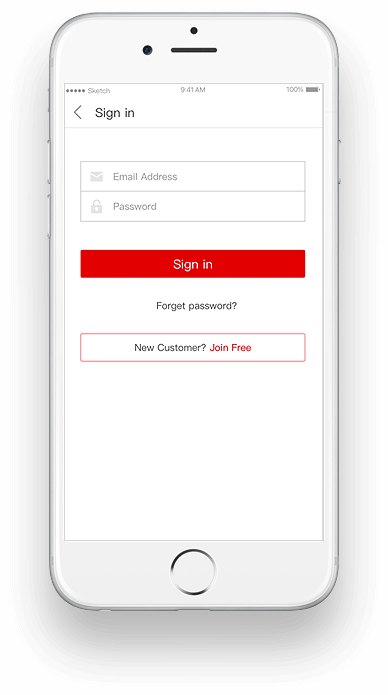 Sketch 9:41 AM 100%
Sign in
Email Address
Password
Sign in
Forget password?
New Customer? Join Free